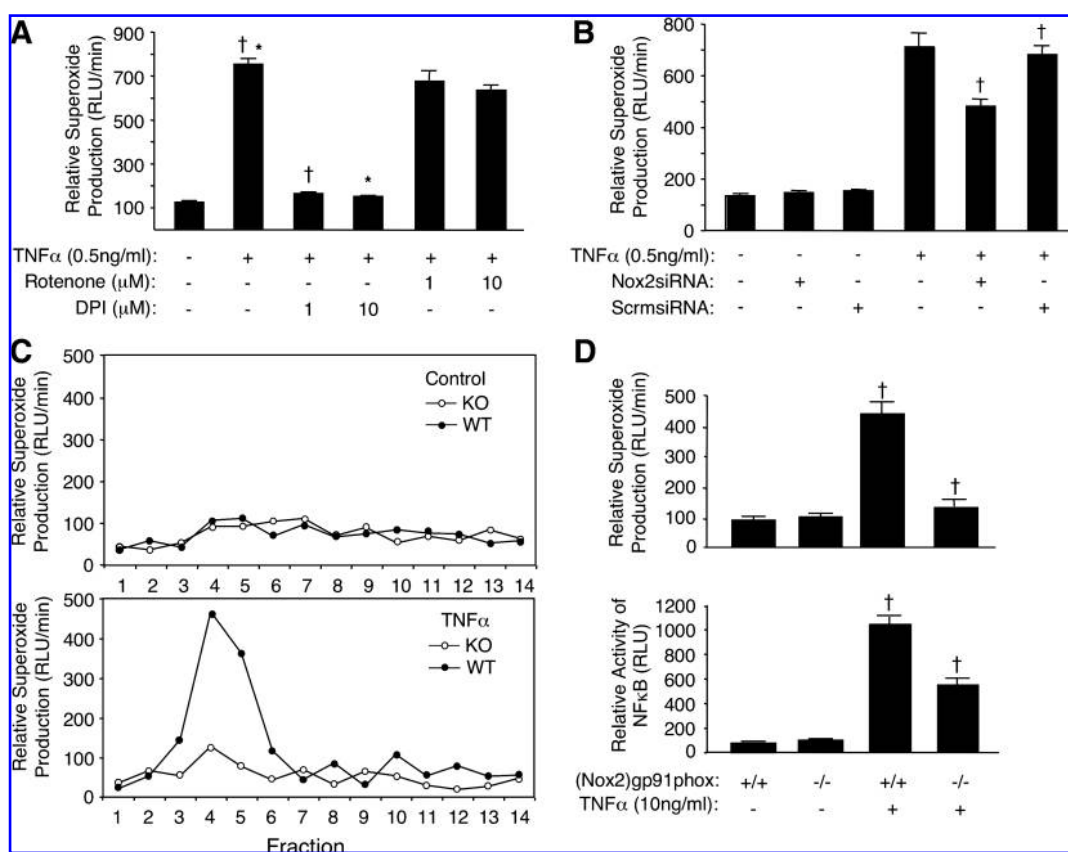 A
Relative Superoxide
Production (RLU/min)
900
700
500
300
100
† *
†
*
TNFα (0.5ng/ml): - + + + + +
Rotenone (μM): - - - - 1 10
DPI (μM): - - 1 10 - -
B
Relative Superoxide
Production (RLU/min)
800
600
400
200
0
†
†
TNFα (0.5ng/ml): - - - + + +
Nox2siRNA: - + - - + -
ScrmsiRNA: - - + - - +
C
Relative Superoxide
Production (RLU/min)
500
400
300
200
100
0
Control
KO
WT
1 2 3 4 5 6 7 8 9 10 11 12 13 14
Relative Superoxide
Production (RLU/min)
500
400
300
200
100
0
TNFα
KO
WT
1 2 3 4 5 6 7 8 9 10 11 12 13 14
Fraction
D
Relative Superoxide
Production (RLU/min)
500
400
300
200
100
0
†
†
Relative Activity of
NFκB (RLU)
1200
1000
800
600
400
200
0
†
†
(Nox2)gp91phox: +/+ -/- +/+ -/-
TNFα (10ng/ml): - - + +